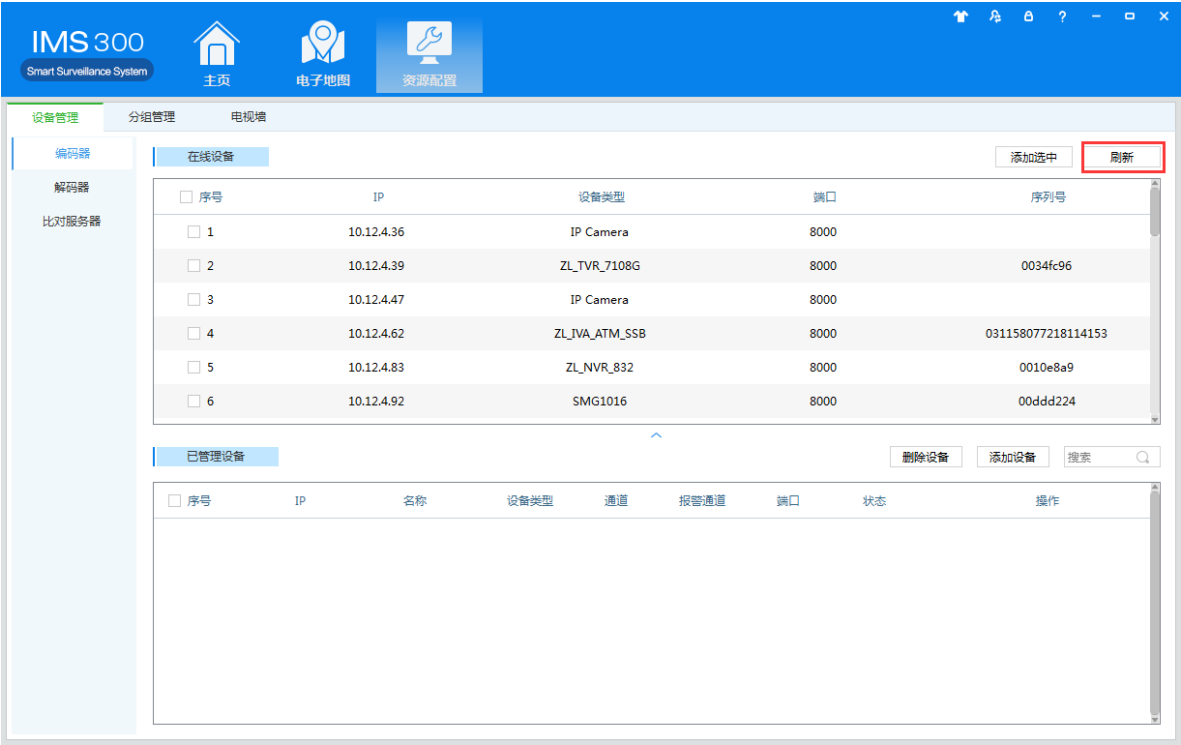 IMS 300
Smart Surveillance System
主页
电子地图
资源配置
?
设备管理 分组管理 电视墙
编码器
解码器
比对服务器
在线设备 添加选中 刷新
序号 IP 设备类型 端口 序列号
1 10.12.4.36 IP Camera 8000
2 10.12.4.39 ZL_TVR_7108G 8000 0034fc96
3 10.12.4.47 IP Camera 8000
4 10.12.4.62 ZL_IVA_ATM_SSB 8000 031158077218114153
5 10.12.4.83 ZL_NVR_832 8000 0010e8a9
6 10.12.4.92 SMG1016 8000 00ddd224
已管理设备 删除设备 添加设备 搜索
序号 IP 名称 设备类型 通道 报警通道 端口 状态 操作